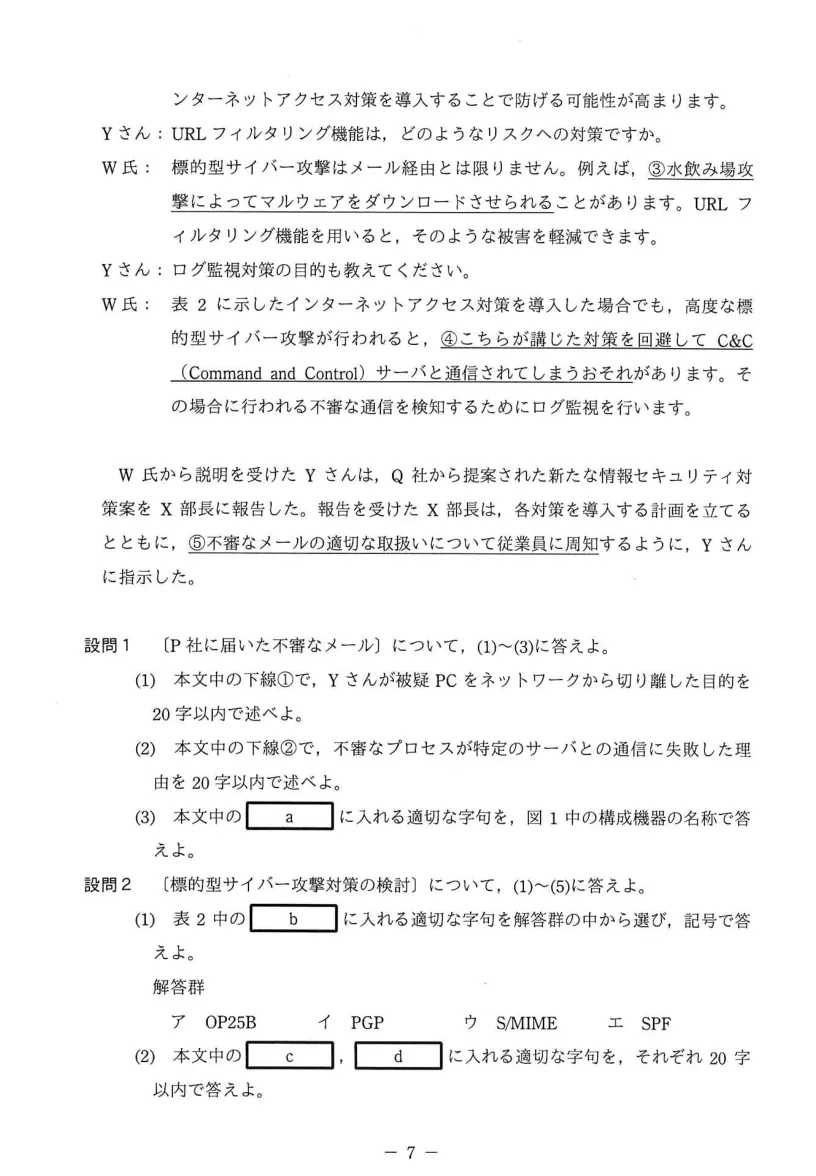 ンターネットアクセス対策を導入することで防げる可能性が高まります。
Yさん：URL フィルタリング機能は，どのようなリスクへの対策ですか。
W氏： 標的型サイバー攻撃はメール経由とは限りません。例えば，③水飲み場攻
撃によってマルウェアをダウンロードさせられることがあります。URL フ
ィルタリング機能を用いると，そのような被害を軽減できます。
Yさん：ログ監視対策の目的も教えてください。
W氏： 表 2 に示したインターネットアクセス対策を導入した場合でも，高度な標
的型サイバー攻撃が行われると，④こちらが講じた対策を回避して C&C
（Command and Control）サーバと通信されてしまうおそれがあります。そ
の場合に行われる不審な通信を検知するためにログ監視を行います。
W 氏から説明を受けた Y さんは，Q 社から提案された新たな情報セキュリティ対
策案を X 部長に報告した。報告を受けた X 部長は，各対策を導入する計画を立てる
とともに，⑤不審なメールの適切な取扱いについて従業員に周知するように，Y さん
に指示した。
設問1 〔P 社に届いた不審なメール〕について，(1)～(3)に答えよ。
(1) 本文中の下線①で，Y さんが被疑 PC をネットワークから切り離した目的を
20 字以内で述べよ。
(2) 本文中の下線②で，不審なプロセスが特定のサーバとの通信に失敗した理
由を 20 字以内で述べよ。
(3) 本文中の a に入れる適切な字句を，図 1 中の構成機器の名称で答
えよ。
設問2 〔標的型サイバー攻撃対策の検討〕について，(1)～(5)に答えよ。
(1) 表 2 中の b に入れる適切な字句を解答群の中から選び，記号で答
えよ。
解答群
ア OP25B イ PGP ウ S/MIME エ SPF
(2) 本文中の c ， d に入れる適切な字句を，それぞれ 20 字
以内で答えよ。
－ 7 －